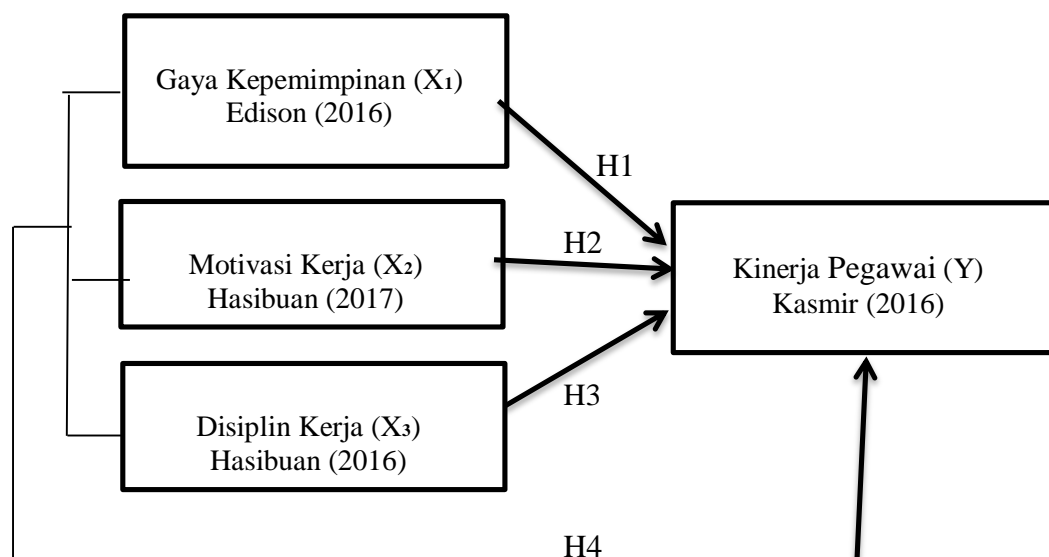 Gaya Kepemimpinan (X₁)
Edison (2016)
H1
Motivasi Kerja (X₂)
Hasibuan (2017)
H2
Kinerja Pegawai (Y)
Kasmir (2016)
Disiplin Kerja (X₃)
Hasibuan (2016)
H3
H4